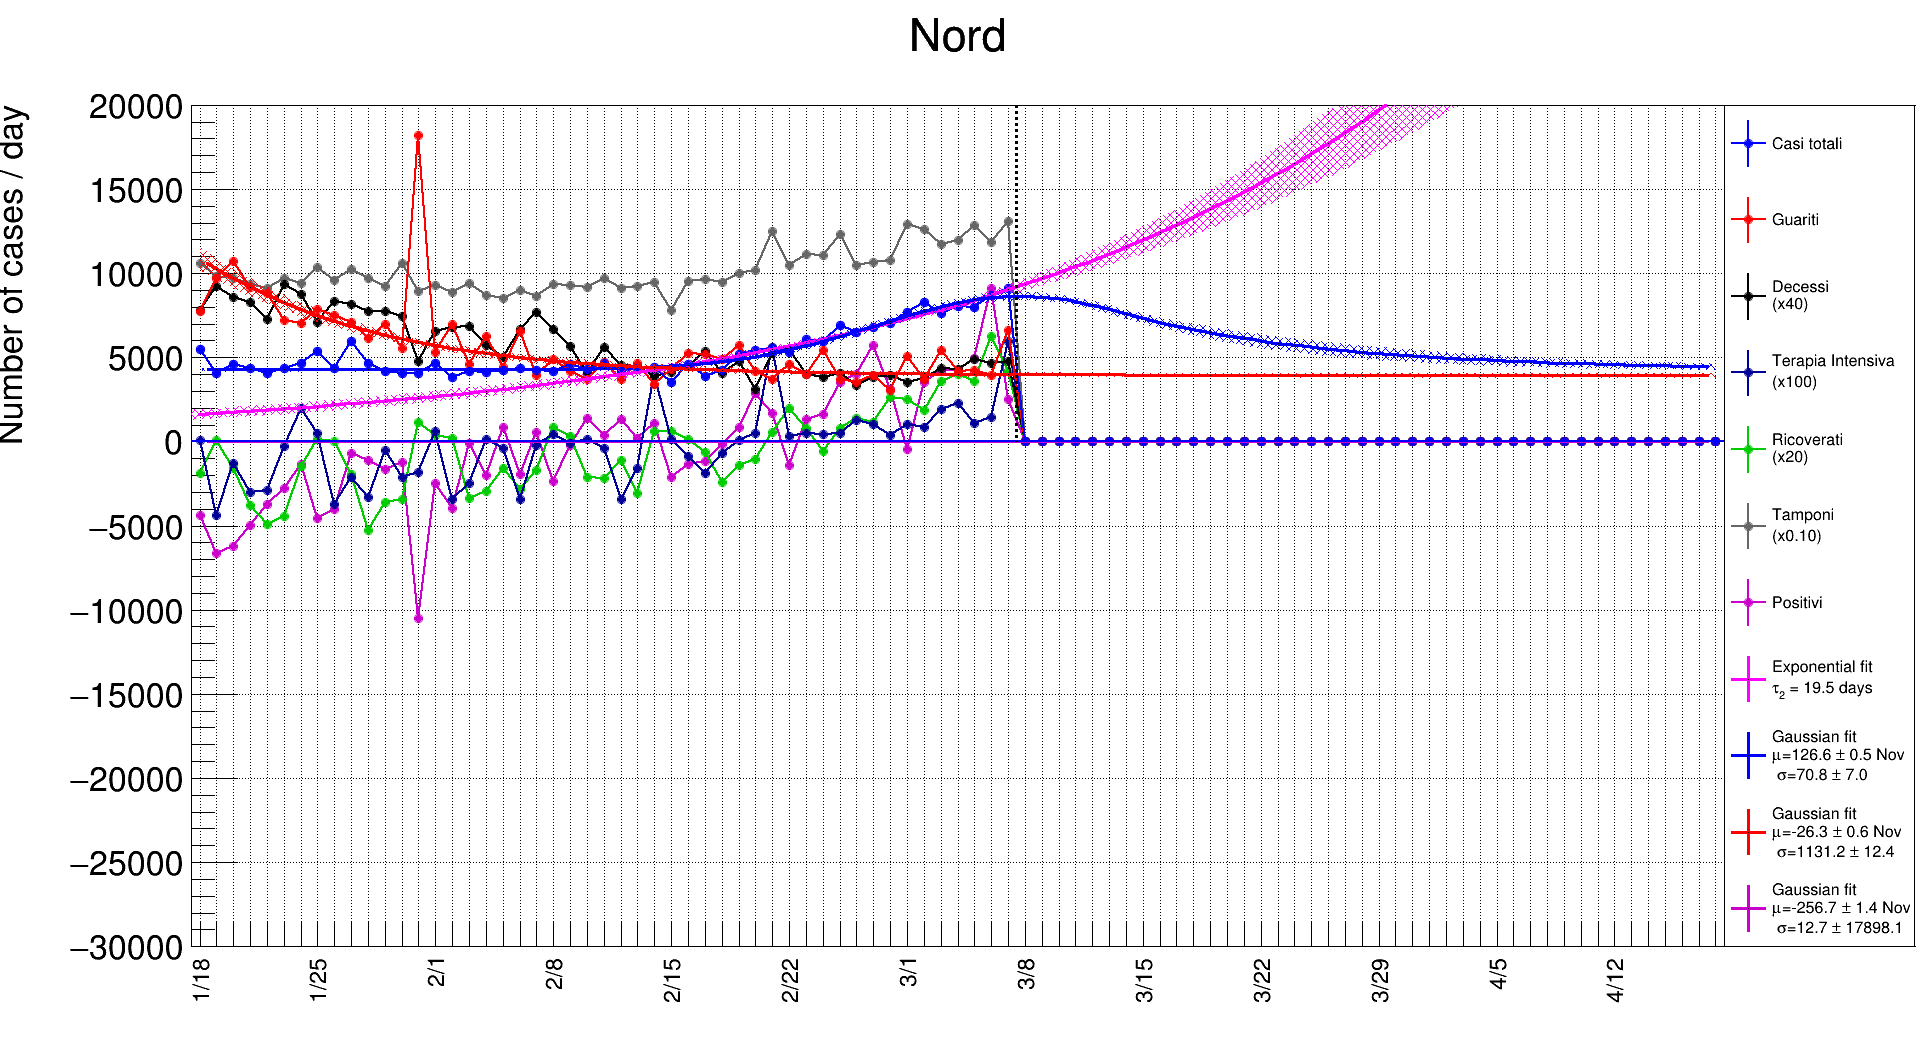 Nord
Number of cases / day
20000
15000
10000
5000
0
−5000
−10000
−15000
−20000
−25000
−30000
1/18
1/25
2/1
2/8
2/15
2/22
3/1
3/8
3/15
3/22
3/29
4/5
4/12
Casi totali
Guariti
Decessi
(x40)
Terapia Intensiva
(x100)
Ricoverati
(x20)
Tamponi
(x0.10)
Positivi
Exponential fit
τ2 = 19.5 days
Gaussian fit
μ=126.6 ± 0.5 Nov
σ=70.8 ± 7.0
Gaussian fit
μ=-26.3 ± 0.6 Nov
σ=1131.2 ± 12.4
Gaussian fit
μ=-256.7 ± 1.4 Nov
σ=12.7 ± 17898.1